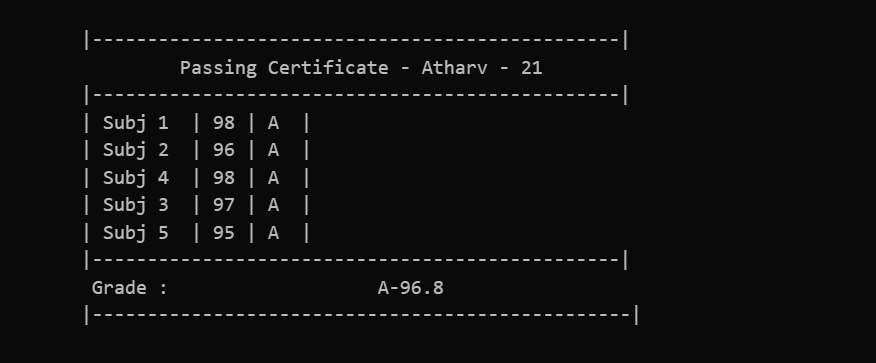 |------------------------------------------------|
Passing Certificate - Atharv - 21
|------------------------------------------------|
| Subj 1 | 98 | A |
| Subj 2 | 96 | A |
| Subj 4 | 98 | A |
| Subj 3 | 97 | A |
| Subj 5 | 95 | A |
|------------------------------------------------|
Grade : A-96.8
|-------------------------------------------------|